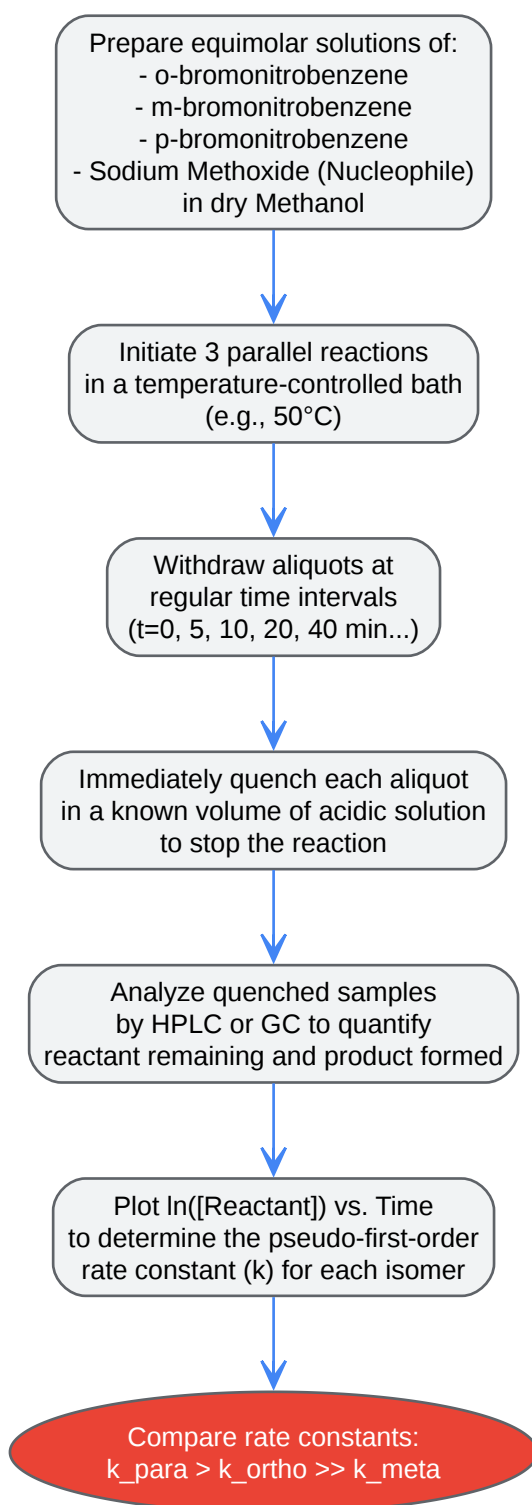 Prepare equimolar solutions of:
- o-bromonitrobenzene
- m-bromonitrobenzene
- p-bromonitrobenzene
- Sodium Methoxide (Nucleophile)
in dry Methanol
Initiate 3 parallel reactions
in a temperature-controlled bath
(e.g., 50°C)
Withdraw aliquots at
regular time intervals
(t=0, 5, 10, 20, 40 min...)
Immediately quench each aliquot
in a known volume of acidic solution
to stop the reaction
Analyze quenched samples
by HPLC or GC to quantify
reactant remaining and product formed
Plot ln([Reactant]) vs. Time
to determine the pseudo-first-order
rate constant (k) for each isomer
Compare rate constants:
k_para > k_ortho >> k_meta